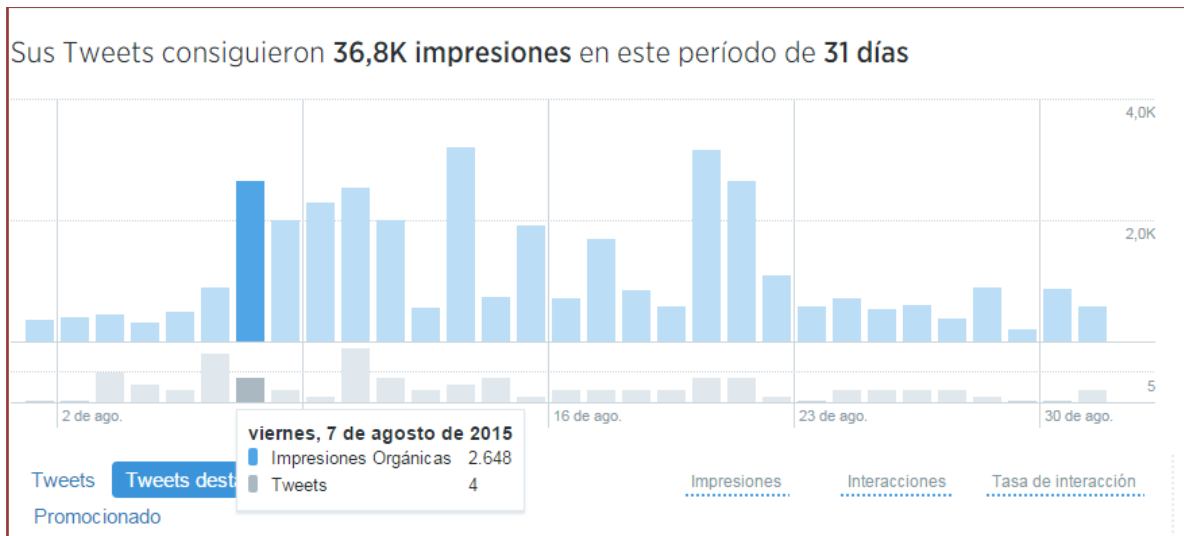 Sus Tweets consiguieron 36,8K impresiones en este período de 31 días
4,0K
2,0K
5
2 de ago.
16 de ago.
23 de ago.
30 de ago.
viernes, 7 de agosto de 2015
Impresiones Orgánicas 2.648
Tweets 4
Tweets
Tweets desta
Impresiones
Interacciones
Tasa de interacción
Promocionado